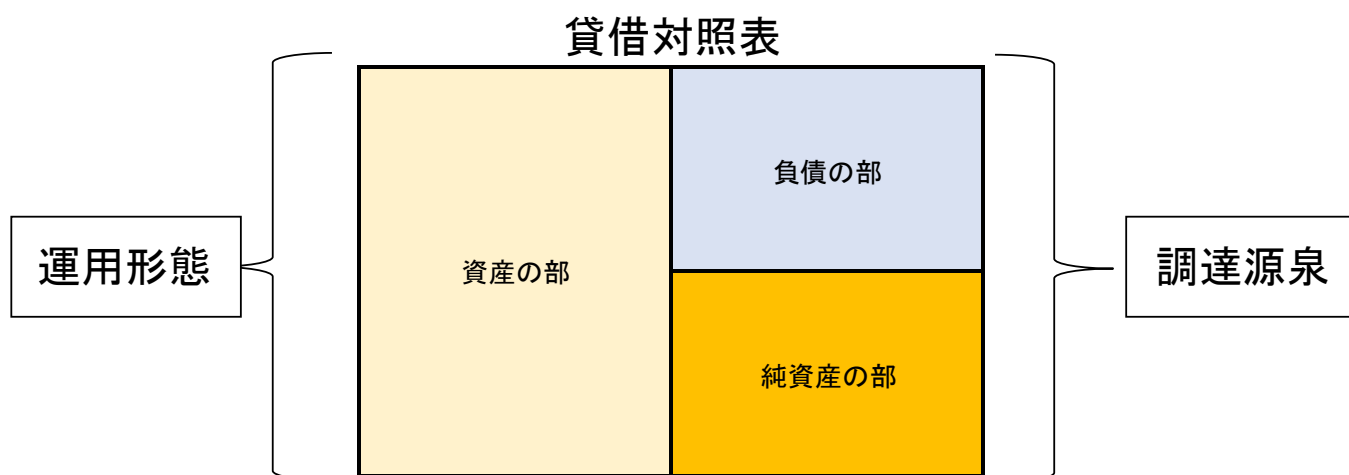 貸借対照表
負債の部
運用形態
資産の部
調達源泉
純資産の部